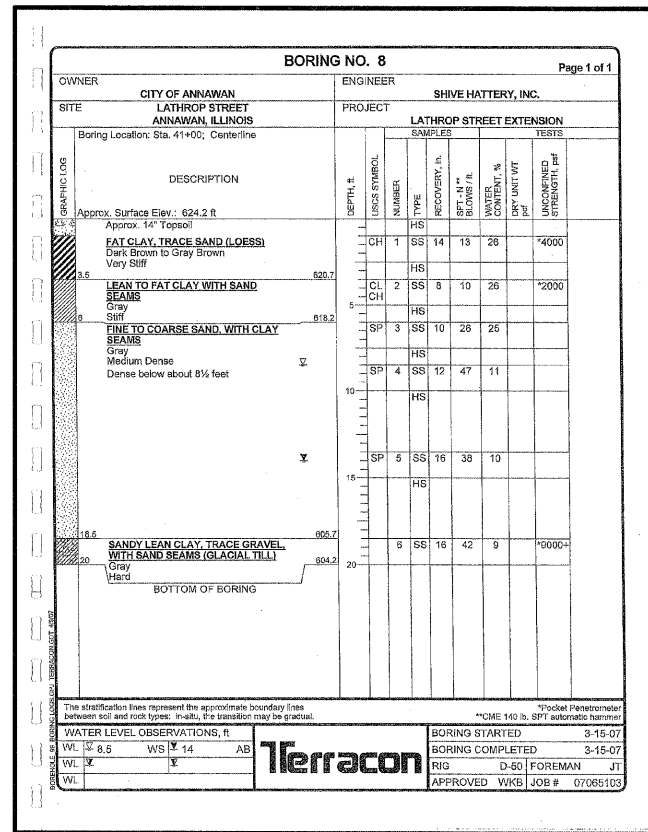 BORING NO. 8
Page 1 of 1
OWNER
CITY OF ANNAWAN
ENGINEER
SHIVE HATTERY, INC.
SITE
LATHROP STREET
ANNAWAN, ILLINOIS
PROJECT
LATHROP STREET EXTENSION
Boring Location: Sta. 41+00; Centerline
SAMPLES
TESTS
GRAPHIC LOG
DESCRIPTION
DEPTH, ft.
USCS SYMBOL
NUMBER
TYPE
RECOVERY, in.
SPT - N **
BLOWS / ft.
WATER
CONTENT, %
DRY UNIT WT
pcf
UNCONFINED
STRENGTH, psf
Approx. Surface Elev.: 624.2 ft
Approx. 14" Topsoil
HS
FAT CLAY, TRACE SAND (LOESS)
CH 1 SS 14 13 26 *4000
Dark Brown to Gray Brown
Very Stiff
HS
3.5 620.7
LEAN TO FAT CLAY WITH SAND
SEAMS
CL 2 SS 8 10 26 *2000
CH
Gray
5
Stiff
HS
6 618.2
FINE TO COARSE SAND, WITH CLAY
SEAMS
SP 3 SS 10 26 25
Gray
Medium Dense
HS
Dense below about 8½ feet
SP 4 SS 12 47 11
10
HS
SP 5 SS 16 38 10
15
HS
18.5 605.7
SANDY LEAN CLAY, TRACE GRAVEL,
WITH SAND SEAMS (GLACIAL TILL)
6 SS 16 42 9 *9000+
20 604.2
20
Gray
Hard
BOTTOM OF BORING
BOREHOLE 99 BORING LOGS.GPJ TERRACON.GDT 4/9/07
The stratification lines represent the approximate boundary lines
between soil and rock types: in-situ, the transition may be gradual.
*Pocket Penetrometer
**CME 140 lb. SPT automatic hammer
WATER LEVEL OBSERVATIONS, ft
WL 8.5 WS 14 AB
WL
WL
Terracon
BORING STARTED 3-15-07
BORING COMPLETED 3-15-07
RIG D-50 FOREMAN JT
APPROVED WKB JOB # 07065103